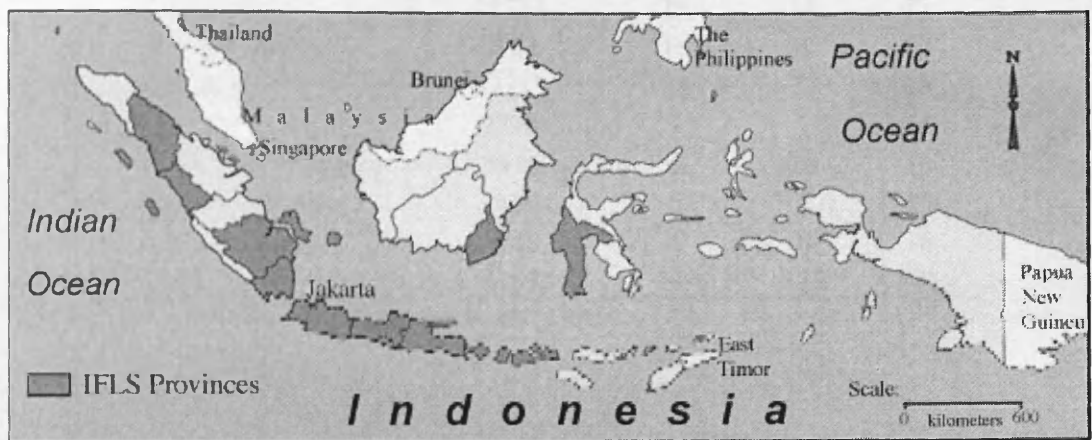 Thailand
The
Philippines
Pacific
Ocean
N
Brunei
Malaysia
Singapore
Indian
Ocean
Jakarta
Papua
New
Guinea
East
Timor
IFLS Provinces
Indonesia
Scale:
0 kilometers 600